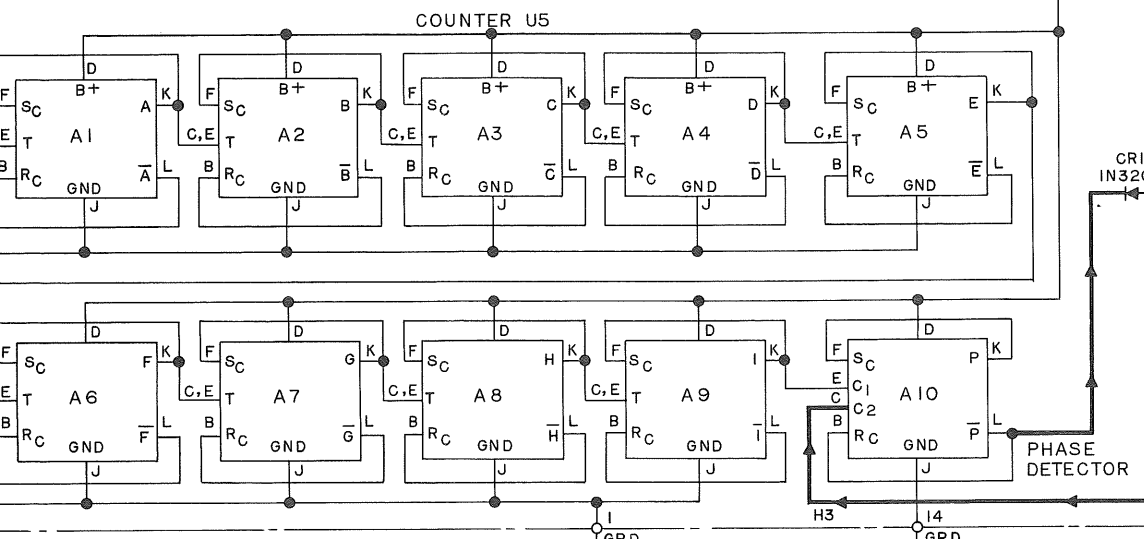 COUNTER U5
D D D D D
F B+ K F B+ K F B+ K F B+ K F B+ K
SC A SC B SC C SC D SC E
E T A1 C,E T A2 C,E T A3 C,E T A4 C,E T A5
B RC A̅ L B RC B̅ L B RC C̅ L B RC D̅ L B RC E̅ L
GND GND GND GND GND
J J J J J
CR1
1N32
D D D D D
F SC F K F SC G K F SC H K F SC I K F SC P K
E T A6 C,E T A7 C,E T A8 C,E T A9 E C1 A10
C C2
B RC F̅ L B RC G̅ L B RC H̅ L B RC I̅ L B RC P̅ L
GND GND GND GND GND
J J J J J
PHASE
DETECTOR
H3
1 14
GRD GRD